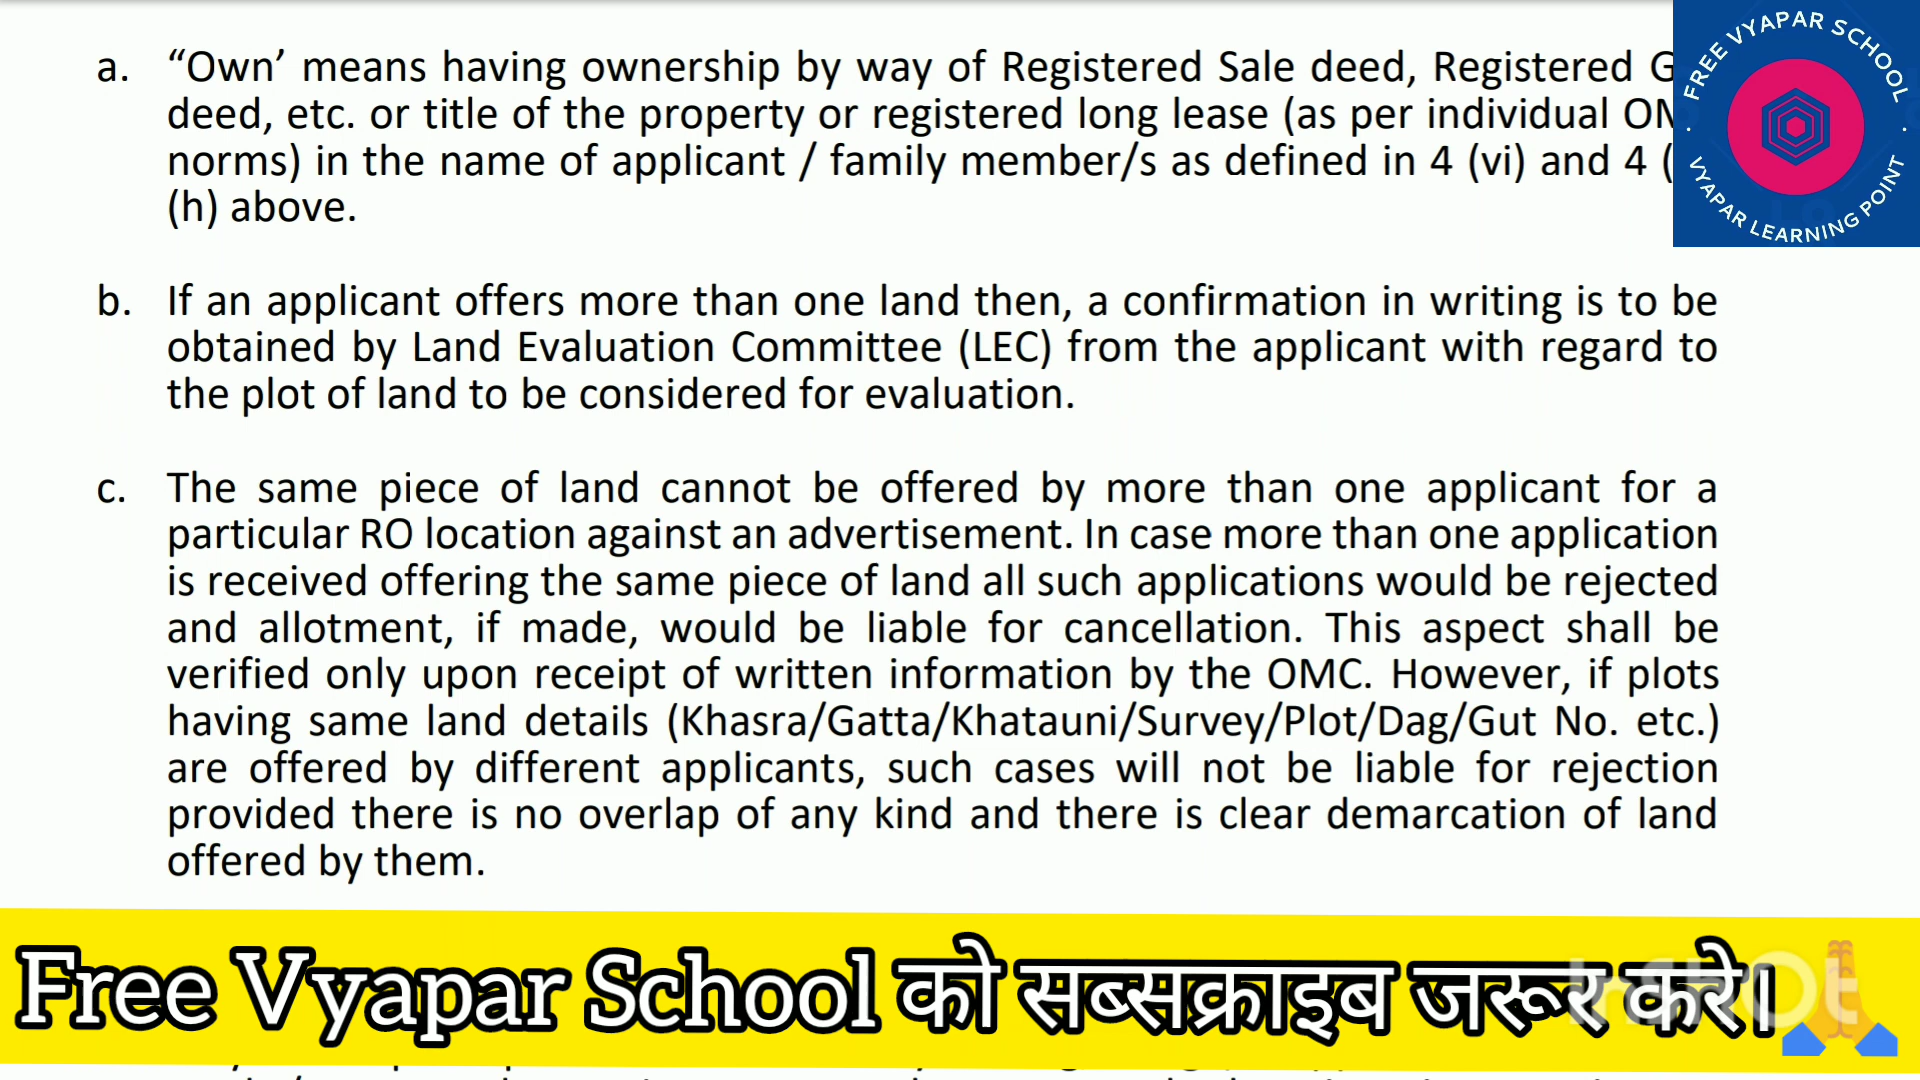 a. “Own’ means having ownership by way of Registered Sale deed, Registered
deed, etc. or title of the property or registered long lease (as per individual
norms) in the name of applicant / family member/s as defined in 4 (vi) and 4 (
(h) above.
b. If an applicant offers more than one land then, a confirmation in writing is to be
obtained by Land Evaluation Committee (LEC) from the applicant with regard to
the plot of land to be considered for evaluation.
c. The same piece of land cannot be offered by more than one applicant for a
particular RO location against an advertisement. In case more than one application
is received offering the same piece of land all such applications would be rejected
and allotment, if made, would be liable for cancellation. This aspect shall be
verified only upon receipt of written information by the OMC. However, if plots
having same land details (Khasra/Gatta/Khatauni/Survey/Plot/Dag/Gut No. etc.)
are offered by different applicants, such cases will not be liable for rejection
provided there is no overlap of any kind and there is clear demarcation of land
offered by them.
FREE VYAPAR SCHOOL
VYAPAR LEARNING POINT
Free Vyapar School को सब्सक्राइब जरूर करे।
InShOt